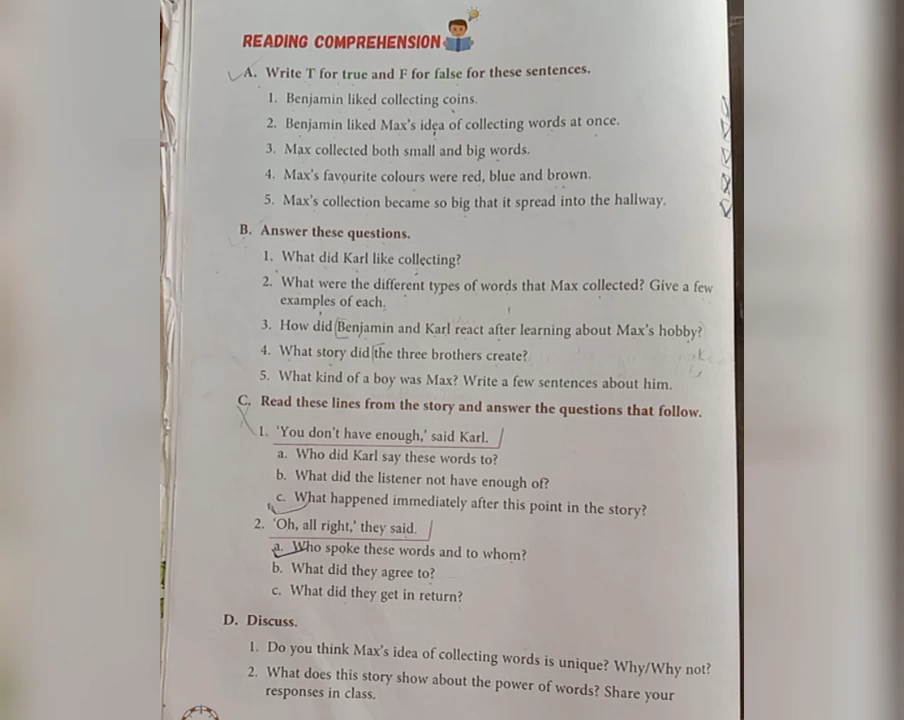 READING COMPREHENSION
A. Write T for true and F for false for these sentences.
1. Benjamin liked collecting coins.
2. Benjamin liked Max's idea of collecting words at once.
3. Max collected both small and big words.
4. Max's favourite colours were red, blue and brown.
5. Max's collection became so big that it spread into the hallway.
B. Answer these questions.
1. What did Karl like collecting?
2. What were the different types of words that Max collected? Give a few
examples of each.
3. How did Benjamin and Karl react after learning about Max's hobby?
4. What story did the three brothers create?
5. What kind of a boy was Max? Write a few sentences about him.
C. Read these lines from the story and answer the questions that follow.
1. 'You don't have enough,' said Karl.
a. Who did Karl say these words to?
b. What did the listener not have enough of?
c. What happened immediately after this point in the story?
2. 'Oh, all right,' they said.
a. Who spoke these words and to whom?
b. What did they agree to?
c. What did they get in return?
D. Discuss.
1. Do you think Max's idea of collecting words is unique? Why/Why not?
2. What does this story show about the power of words? Share your
responses in class.